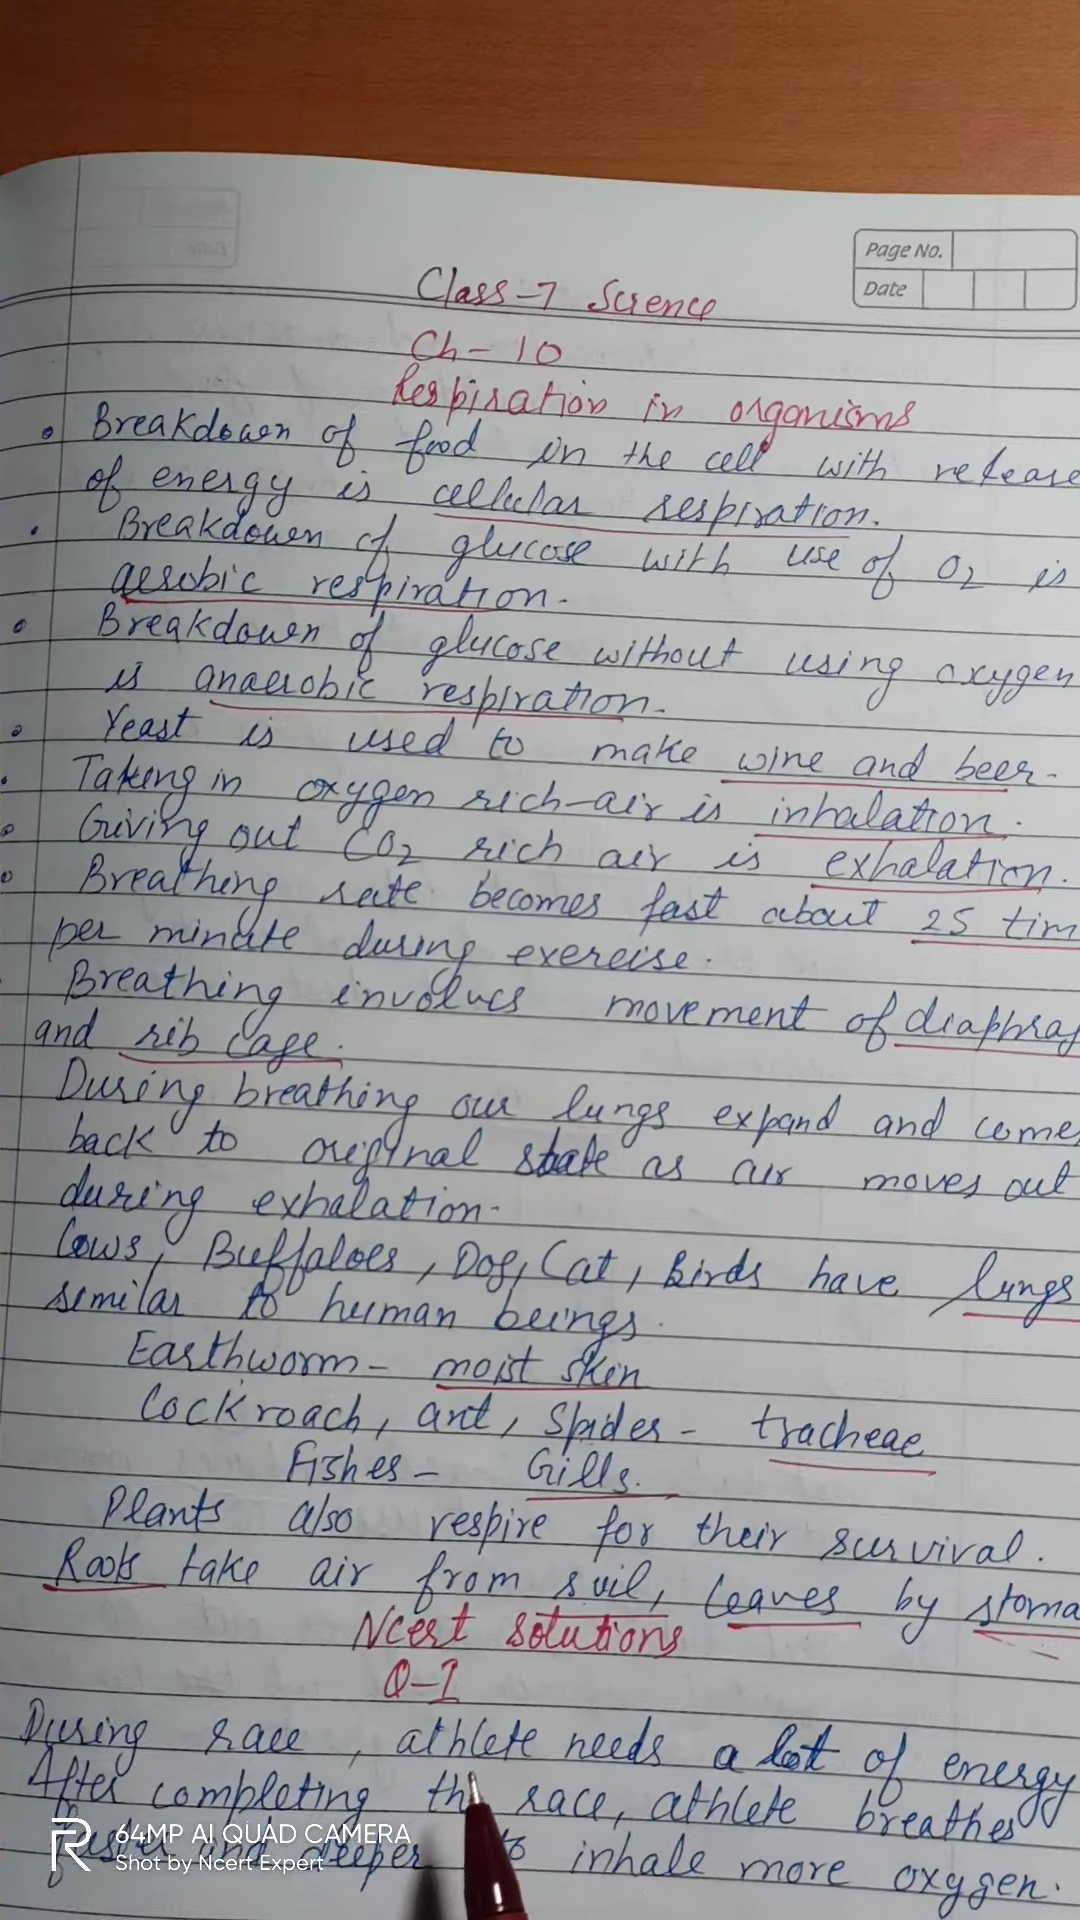 Page No.
Date
Class-7 Science
Ch-10
Respiration in organisms
Breakdown of food in the cell with release
of energy is cellular respiration.
Breakdown of glucose with use of O2 is
aerobic respiration.
Breakdown of glucose without using oxygen
is anaerobic respiration.
Yeast is used to make wine and beer.
Taking in oxygen rich-air is inhalation.
Giving out CO2 rich air is exhalation.
Breathing rate becomes fast about 25 tim
per minute during exercise.
Breathing involves movement of diaphrag
and rib cage.
During breathing our lungs expand and comes
back to original state as air moves out
during exhalation.
Cows, Buffaloes, Dog, Cat, Birds have lungs
similar to human beings.
Earthworm - moist skin
Cockroach, ant, Spider - tracheae
Fishes - Gills.
Plants also respire for their survival.
Roots take air from soil, leaves by stoma
Ncert solutions
Q-1
During race, athlete needs a lot of energy
After completing the race, athlete breathes
faster and deeper to inhale more oxygen.
64MP AI QUAD CAMERA
Shot by Ncert Expert